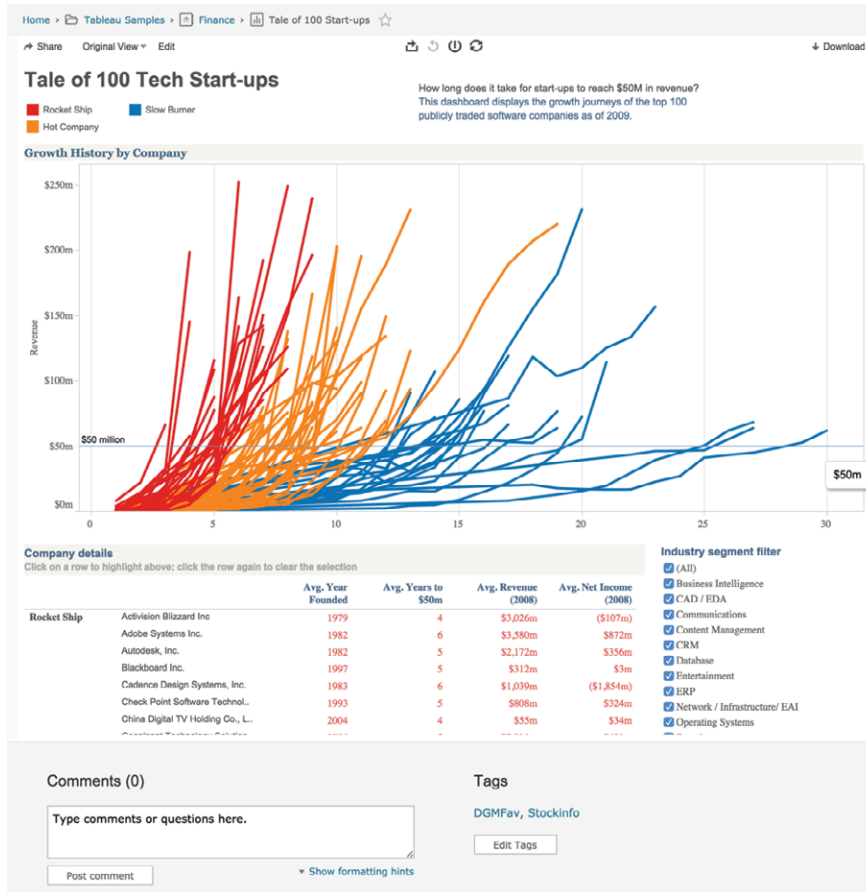 Home › Tableau Samples › Finance › Tale of 100 Start-ups
Share Original View Edit Download
Tale of 100 Tech Start-ups
How long does it take for start-ups to reach $50M in revenue?
This dashboard displays the growth journeys of the top 100
publicly traded software companies as of 2009.
Rocket Ship Slow Burner
Hot Company
Growth History by Company
$250m
$200m
$150m
Revenue
$100m
$50 million
$50m
$50m
$0m
0 5 10 15 20 25 30
Company details
Click on a row to highlight above; click the row again to clear the selection
Avg. Year Founded Avg. Years to $50m Avg. Revenue (2008) Avg. Net Income (2008)
Rocket Ship Activision Blizzard Inc 1979 4 $3,026m ($107m)
Adobe Systems Inc. 1982 6 $3,580m $872m
Autodesk, Inc. 1982 5 $2,172m $356m
Blackboard Inc. 1997 5 $312m $3m
Cadence Design Systems, Inc. 1983 6 $1,039m ($1,854m)
Check Point Software Technol.. 1993 5 $808m $324m
China Digital TV Holding Co., L.. 2004 4 $55m $34m
Industry segment filter
(All)
Business Intelligence
CAD / EDA
Communications
Content Management
CRM
Database
Entertainment
ERP
Network / Infrastructure/ EAI
Operating Systems
Comments (0)
Type comments or questions here.
Post comment
Show formatting hints
Tags
DGMFav, Stockinfo
Edit Tags